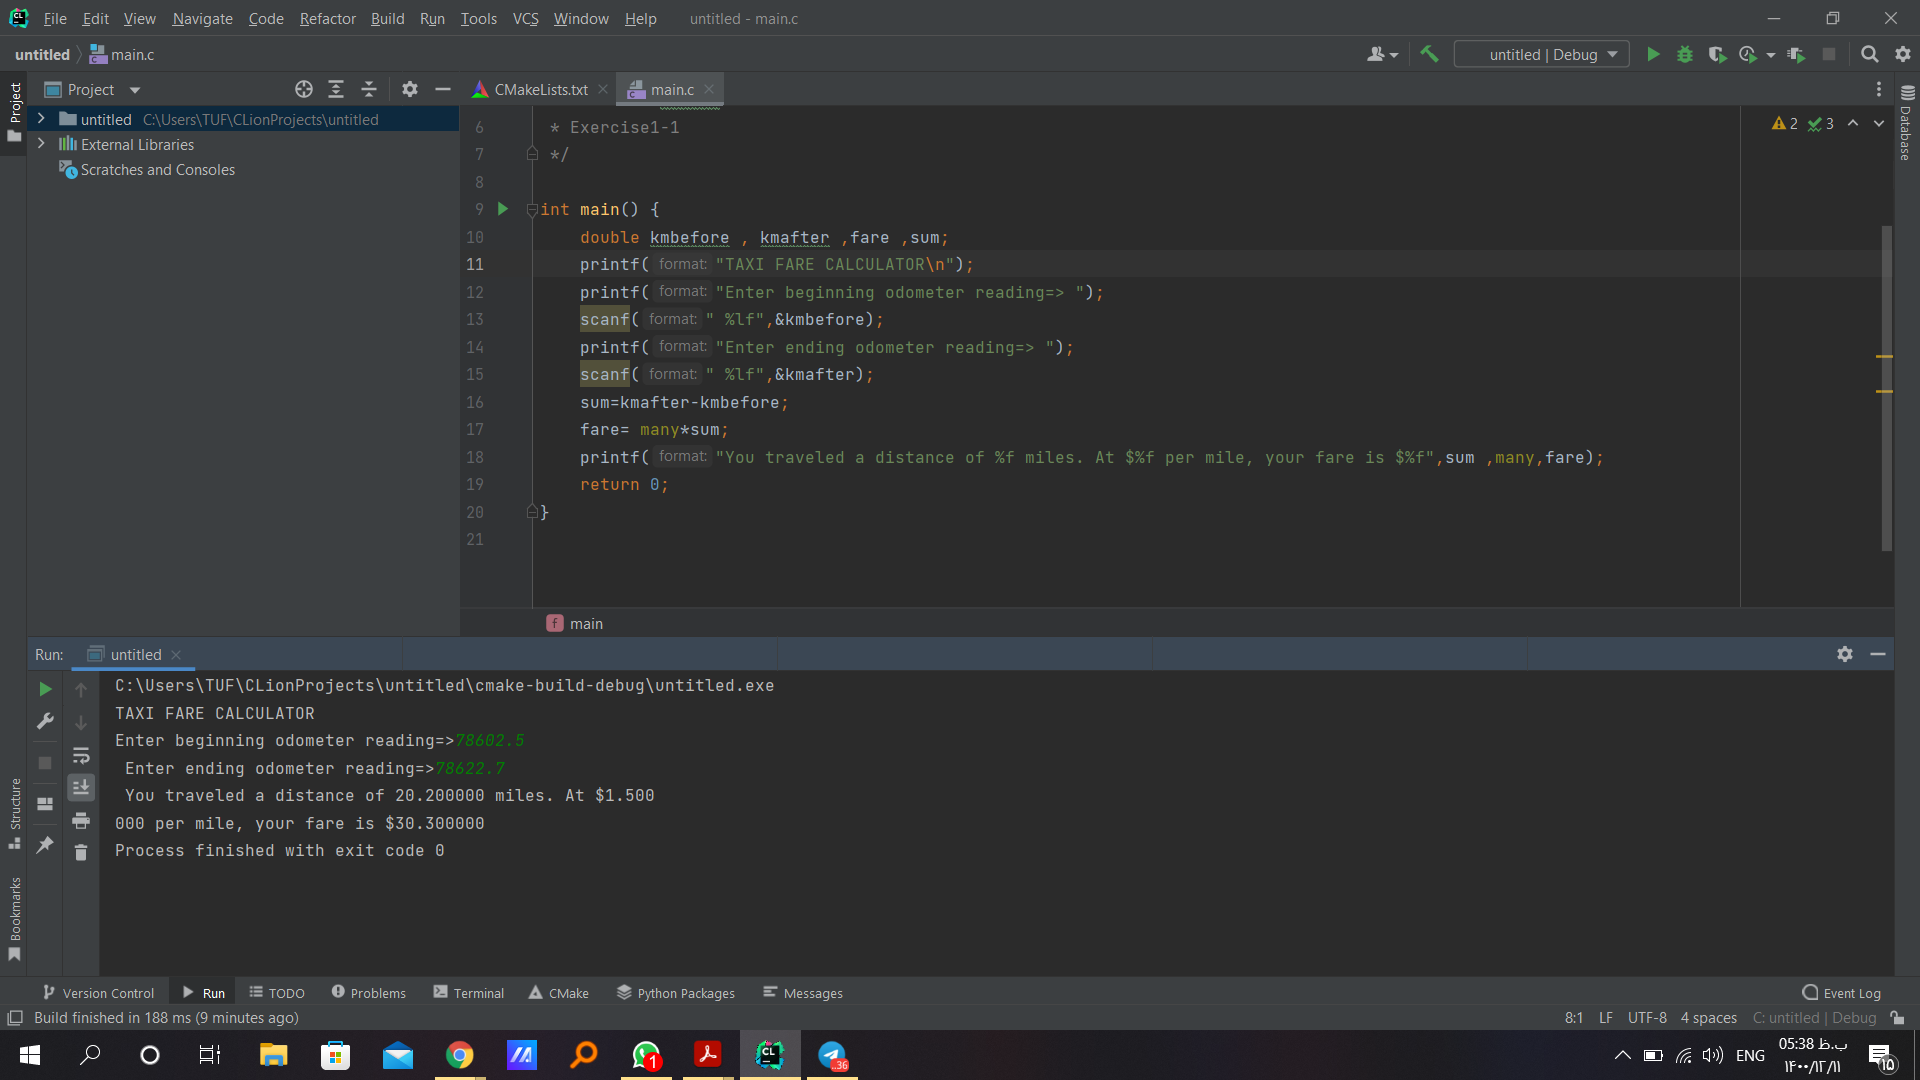 File Edit View Navigate Code Refactor Build Run Tools VCS Window Help untitled - main.c
untitled main.c untitled | Debug
Project CMakeLists.txt main.c
Project
Database
untitled C:\Users\TUF\CLionProjects\untitled
External Libraries
Scratches and Consoles
2 3
6 * Exercise1-1
7 */
8
9 int main() {
10 double kmbefore , kmafter ,fare ,sum;
11 printf( format: "TAXI FARE CALCULATOR\n");
12 printf( format: "Enter beginning odometer reading=> ");
13 scanf( format: " %lf",&kmbefore);
14 printf( format: "Enter ending odometer reading=> ");
15 scanf( format: " %lf",&kmafter);
16 sum=kmafter-kmbefore;
17 fare= many*sum;
18 printf( format: "You traveled a distance of %f miles. At $%f per mile, your fare is $%f",sum ,many,fare);
19 return 0;
20 }
21
f main
Run: untitled
C:\Users\TUF\CLionProjects\untitled\cmake-build-debug\untitled.exe
TAXI FARE CALCULATOR
Enter beginning odometer reading=>78602.5
Enter ending odometer reading=>78622.7
You traveled a distance of 20.200000 miles. At $1.500
000 per mile, your fare is $30.300000
Process finished with exit code 0
Structure
Bookmarks
Version Control Run TODO Problems Terminal CMake Python Packages Messages Event Log
Build finished in 188 ms (9 minutes ago) 8:1 LF UTF-8 4 spaces C: untitled | Debug
CL 1 CL ..36 ENG 05:38 ب.ظ
۱۴۰۰/۱۲/۱۱ ۱۵